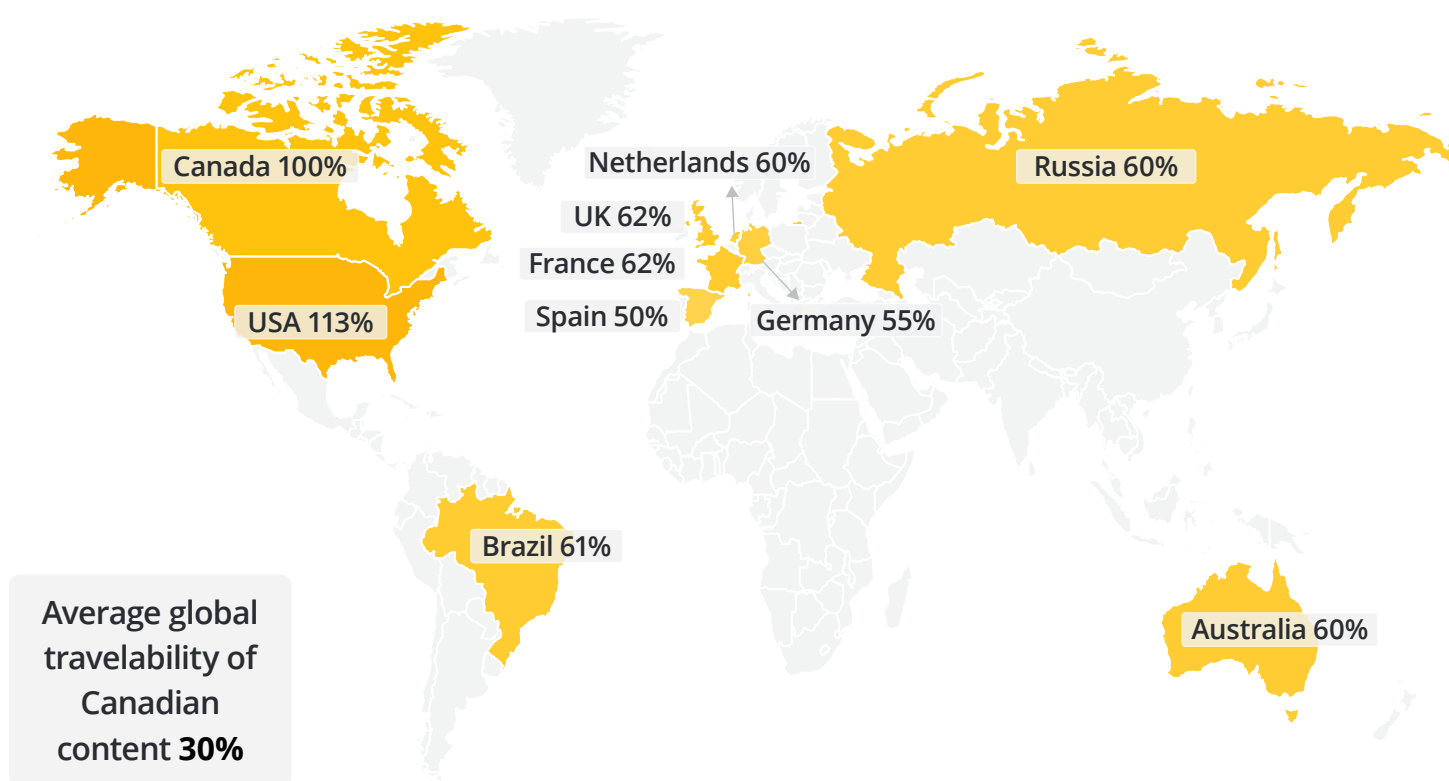 Canada 100%
Netherlands 60%
Russia 60%
UK 62%
France 62%
Spain 50%
USA 113%
Germany 55%
Brazil 61%
Average global
travelability of
Canadian
content 30%
Australia 60%